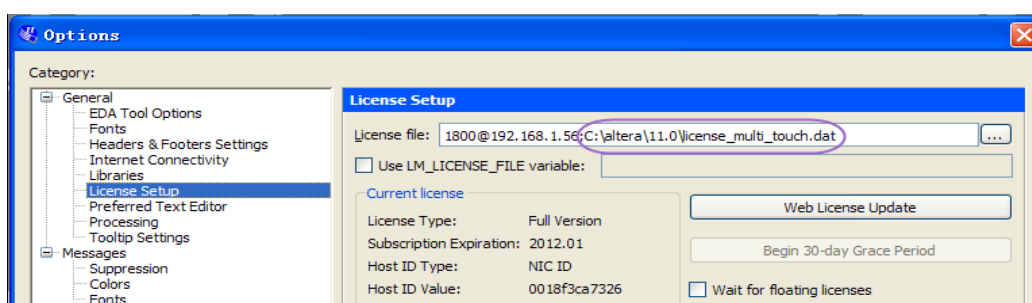 Options
Category:
General
EDA Tool Options
Fonts
Headers & Footers Settings
Internet Connectivity
Libraries
License Setup
Preferred Text Editor
Processing
Tooltip Settings
Messages
Suppression
Colors
Fonts
License Setup
License file: 1800@192.168.1.56;C:\altera\11.0\license_multi_touch.dat ...
Use LM_LICENSE_FILE variable:
Current license
License Type: Full Version
Subscription Expiration: 2012.01
Host ID Type: NIC ID
Host ID Value: 0018f3ca7326
Web License Update
Begin 30-day Grace Period
Wait for floating licenses